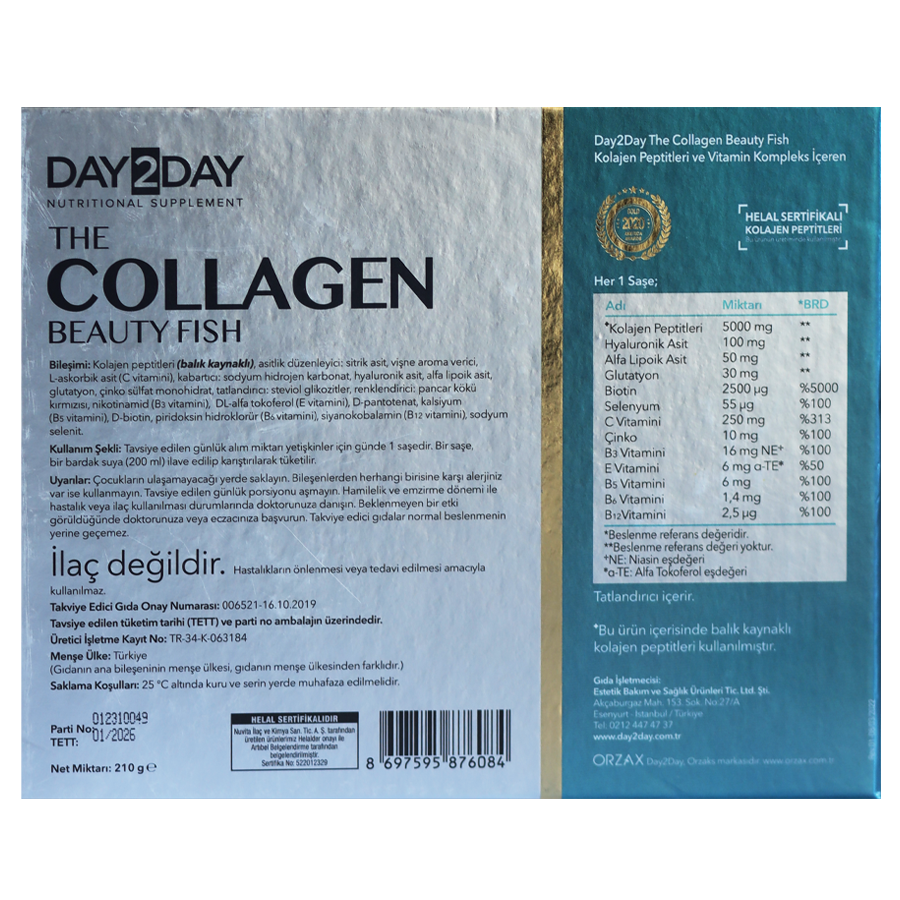 DAY2DAY
NUTRITIONAL SUPPLEMENT
THE
COLLAGEN
BEAUTY FISH
Bileşimi: Kolajen peptitleri (balık kaynaklı), asitlik düzenleyici: sitrik asit, vişne aroma verici,
L-askorbik asit (C vitamini), kabartıcı: sodyum hidrojen karbonat, hyaluronik asit, alfa lipoik asit,
glutatyon, çinko sülfat monohidrat, tatlandırıcı: steviol glikozitler, renklendirici: pancar kökü
kırmızısı, nikotinamid (B3 vitamini), DL-alfa tokoferol (E vitamini), D-pantotenat, kalsiyum
(B5 vitamini), D-biotin, piridoksin hidroklorür (B6 vitamini), siyanokobalamin (B12 vitamini), sodyum
selenit.
Kullanım Şekli: Tavsiye edilen günlük alım miktarı yetişkinler için günde 1 saşedir. Bir saşe,
bir bardak suya (200 ml) ilave edilip karıştırılarak tüketilir.
Uyarılar: Çocukların ulaşamayacağı yerde saklayın. Bileşenlerden herhangi birisine karşı alerjiniz
var ise kullanmayın. Tavsiye edilen günlük porsiyonu aşmayın. Hamilelik ve emzirme dönemi ile
hastalık veya ilaç kullanılması durumlarında doktorunuza danışın. Beklenmeyen bir etki
görüldüğünde doktorunuza veya eczacınıza başvurun. Takviye edici gıdalar normal beslenmenin
yerine geçemez.
İlaç değildir. Hastalıkların önlenmesi veya tedavi edilmesi amacıyla
kullanılmaz.
Takviye Edici Gıda Onay Numarası: 006521-16.10.2019
Tavsiye edilen tüketim tarihi (TETT) ve parti no ambalajın üzerindedir.
Üretici İşletme Kayıt No: TR-34-K-063184
Menşe Ülke: Türkiye
(Gıdanın ana bileşeninin menşe ülkesi, gıdanın menşe ülkesinden farklıdır.)
Saklama Koşulları: 25 °C altında kuru ve serin yerde muhafaza edilmelidir.
Parti No: 012310049
TETT: 01/2026
Net Miktarı: 210 g ℮
HELAL SERTİFİKALIDIR
Nuvita İlaç ve Kimya San. Tic. A. Ş. tarafından
üretilen ürünlerimiz Helalder onayı ile
Artıbel Belgelendirme tarafından
belgelendirilmiştir.
Sertifika No: 522012329
8 697595 876084
Day2Day The Collagen Beauty Fish
Kolajen Peptitleri ve Vitamin Kompleks İçeren
GOLD
2020
HELAL SERTİFİKALI
KOLAJEN PEPTİTLERİ
Bu ürünün üretiminde kullanılmıştır.
Her 1 Saşe;
Adı Miktarı *BRD
♦Kolajen Peptitleri 5000 mg **
Hyaluronik Asit 100 mg **
Alfa Lipoik Asit 50 mg **
Glutatyon 30 mg **
Biotin 2500 µg %5000
Selenyum 55 µg %100
C Vitamini 250 mg %313
Çinko 10 mg %100
B3 Vitamini 16 mg NE+ %100
E Vitamini 6 mg α-TE* %50
B5 Vitamini 6 mg %100
B6 Vitamini 1,4 mg %100
B12Vitamini 2,5 µg %100
*Beslenme referans değeridir.
**Beslenme referans değeri yoktur.
+NE: Niasin eşdeğeri
*α-TE: Alfa Tokoferol eşdeğeri
Tatlandırıcı içerir.
♦Bu ürün içerisinde balık kaynaklı
kolajen peptitleri kullanılmıştır.
Gıda İşletmecisi:
Estetik Bakım ve Sağlık Ürünleri Tic. Ltd. Şti.
Akçaburgaz Mah. 153. Sok. No:27/A
Esenyurt - İstanbul / Türkiye
Tel: 0212 447 47 37
www.day2day.com.tr
ORZAX Day2Day, Orzaks markasıdır. www.orzax.com.tr